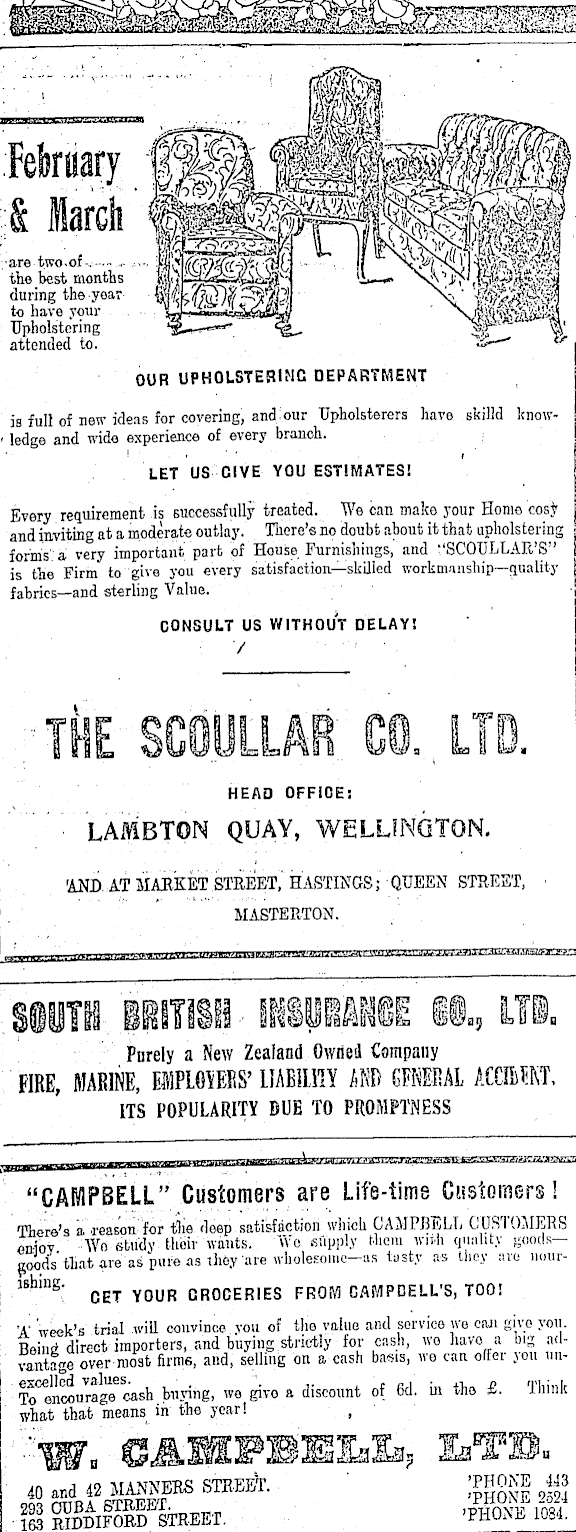 February
& March
are two of
the best months
during the year
to have your
Upholstering
attended to.
OUR UPHOLSTERING DEPARTMENT
is full of new ideas for covering, and our Upholsterers have skilld know-
ledge and wide experience of every branch.
LET US GIVE YOU ESTIMATES!
Every requirement is successfully treated. We can make your Home cosy
and inviting at a moderate outlay. There's no doubt about it that upholstering
forms a very important part of House Furnishings, and "SCOULLAR'S"
is the Firm to give you every satisfaction—skilled workmanship—quality
fabrics—and sterling Value.
CONSULT US WITHOUT DELAY!
THE SCOULLAR CO. LTD.
HEAD OFFICE:
LAMBTON QUAY, WELLINGTON.
AND AT MARKET STREET, HASTINGS; QUEEN STREET,
MASTERTON.
SOUTH BRITISH INSURANCE CO., LTD.
Purely a New Zealand Owned Company
FIRE, MARINE, EMPLOYERS' LIABILITY AND GENERAL ACCIDENT,
ITS POPULARITY DUE TO PROMPTNESS
"CAMPBELL" Customers are Life-time Customers!
There's a reason for the deep satisfaction which CAMPBELL CUSTOMERS
enjoy. We study their wants. We supply them with quality goods—
goods that are as pure as they are wholesome—as tasty as they are nour-
ishing.
GET YOUR GROCERIES FROM CAMPBELL'S, TOO!
A week's trial will convince you of the value and service we can give you.
Being direct importers, and buying strictly for cash, we have a big ad-
vantage over most firms, and, selling on a cash basis, we can offer you un-
excelled values.
To encourage cash buying, we give a discount of 6d. in the £. Think
what that means in the year!
W. CAMPBELL, LTD.
40 and 42 MANNERS STREET. 'PHONE 443
293 CUBA STREET. 'PHONE 2524
163 RIDDIFORD STREET. 'PHONE 1084.